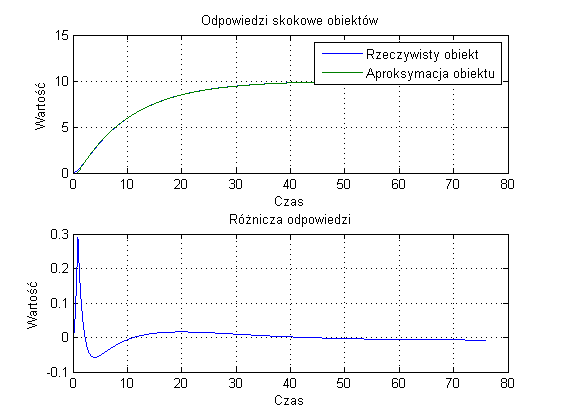 Odpowiedzi skokowe obiektów
15
10
5
0
Wartość
Rzeczywisty obiekt
Aproksymacja obiektu
0 10 20 30 40 50 60 70 80
Czas
Różnicza odpowiedzi
0.3
0.2
0.1
0
-0.1
Wartość
0 10 20 30 40 50 60 70 80
Czas